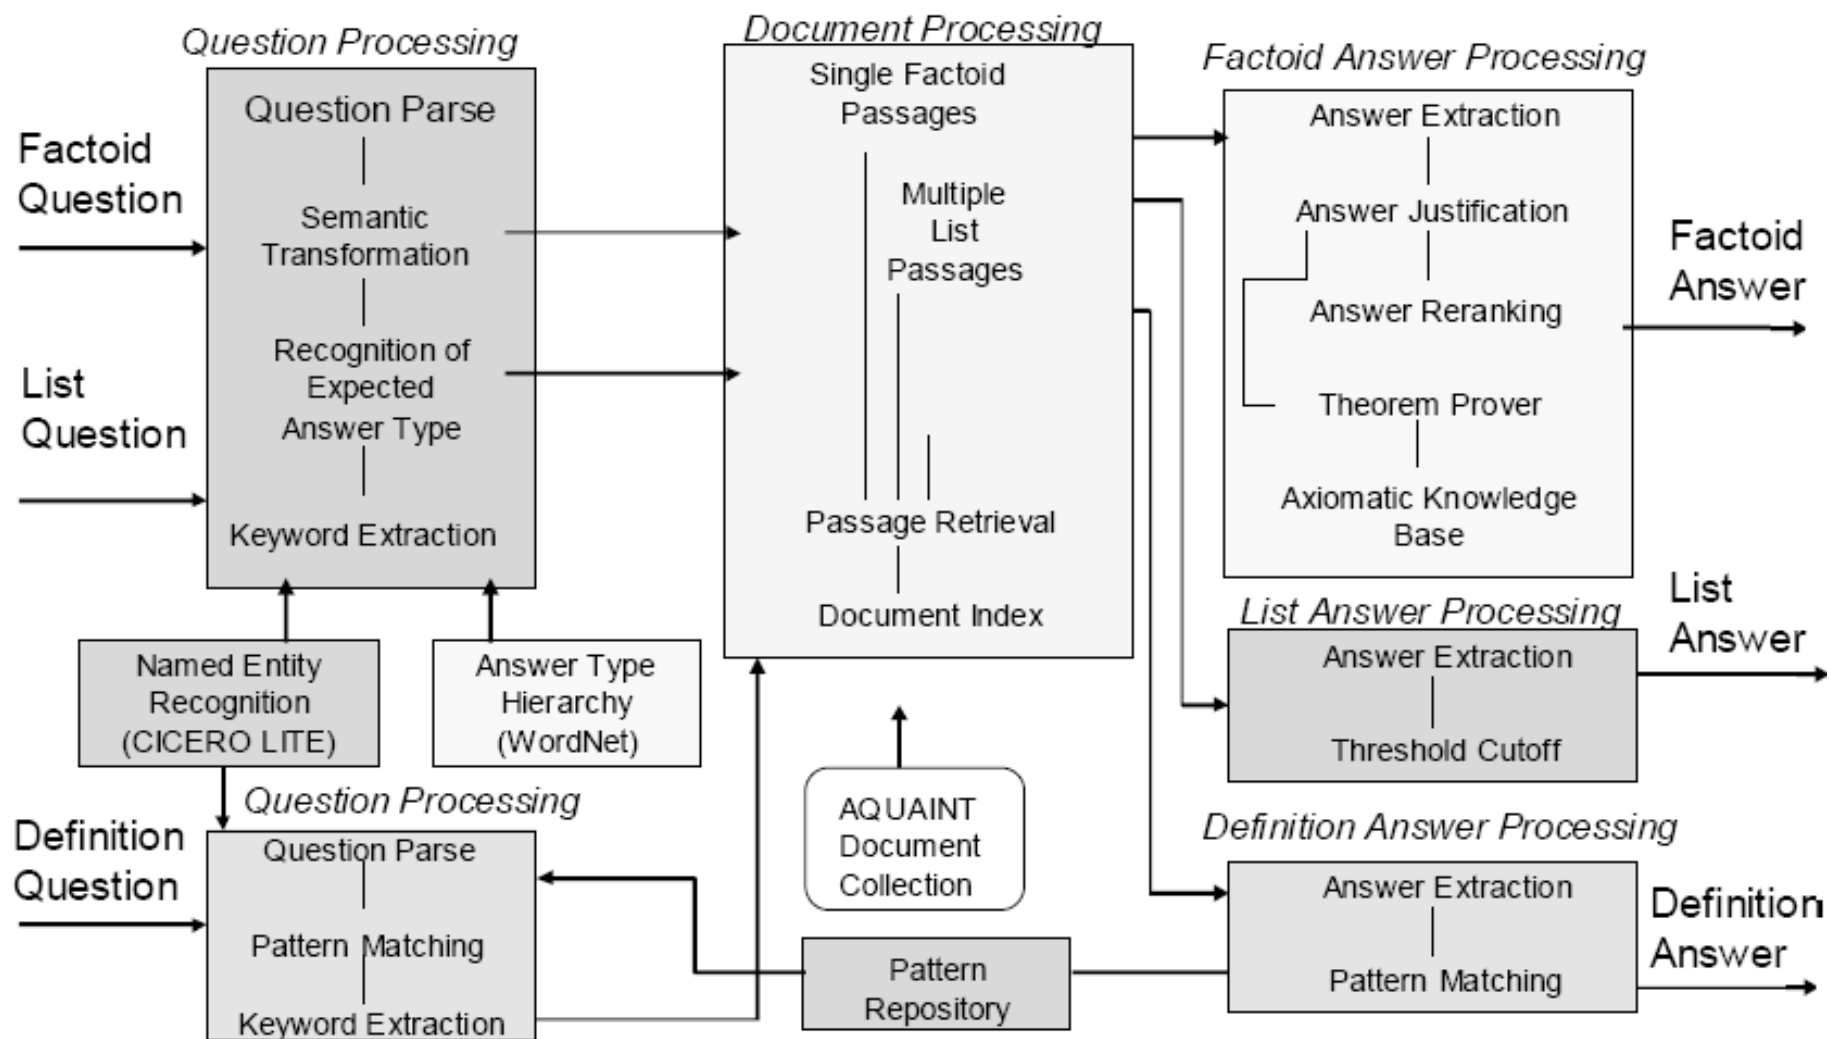 Question Processing
Document Processing
Factoid Answer Processing
Factoid
Question
List
Question
Question Parse
Semantic
Transformation
Recognition of
Expected
Answer Type
Keyword Extraction
Single Factoid
Passages
Multiple
List
Passages
Passage Retrieval
Document Index
Answer Extraction
Answer Justification
Answer Reranking
Theorem Prover
Axiomatic Knowledge
Base
Factoid
Answer
Named Entity
Recognition
(CICERO LITE)
Answer Type
Hierarchy
(WordNet)
List Answer Processing
Answer Extraction
Threshold Cutoff
List
Answer
Question Processing
Definition
Question
Question Parse
Pattern Matching
Keyword Extraction
AQUAINT
Document
Collection
Pattern
Repository
Definition Answer Processing
Answer Extraction
Pattern Matching
Definition
Answer